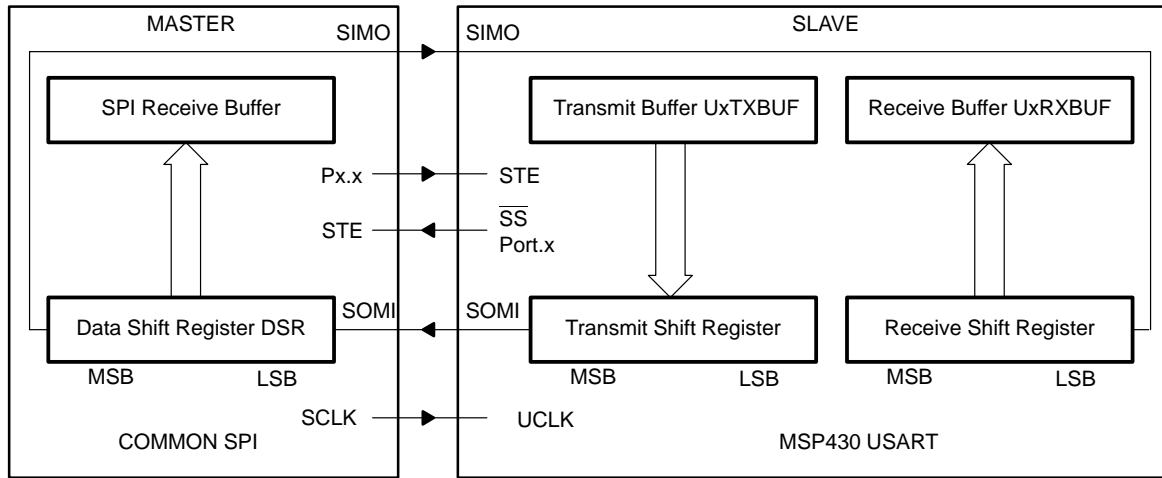 MASTER
SIMO
SPI Receive Buffer
Px.x
STE
Data Shift Register DSR
SOMI
MSB LSB
SCLK
COMMON SPI
SLAVE
SIMO
Transmit Buffer UxTXBUF
Receive Buffer UxRXBUF
STE
SS
Port.x
SOMI
Transmit Shift Register
Receive Shift Register
MSB LSB
MSB LSB
UCLK
MSP430 USART